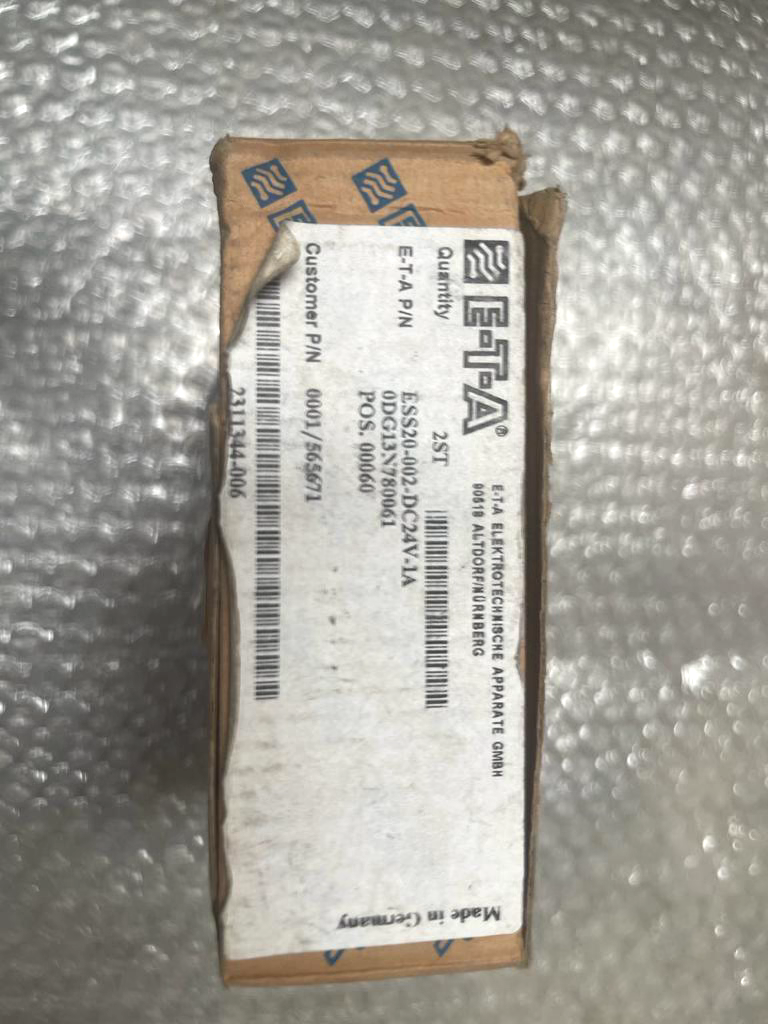 E-T-A®
E-T-A ELEKTROTECHNISCHE APPARATE GMBH
90518 ALTDORF/NÜRNBERG
Quantity 2ST
E-T-A P/N ESS20-002-DC24V-1A
0DG13N780061
POS. 00060
Customer P/N 0001/565671
2311344-006
Made in Germany